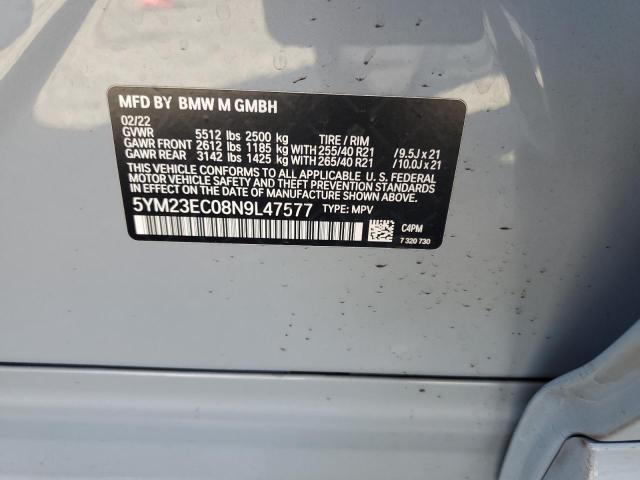 MFD BY BMW M GMBH
02/22
GVWR 5512 lbs 2500 kg TIRE / RIM
GAWR FRONT 2612 lbs 1185 kg WITH 255/40 R21 /9.5J x 21
GAWR REAR 3142 lbs 1425 kg WITH 265/40 R21 /10.0J x 21
THIS VEHICLE CONFORMS TO ALL APPLICABLE U. S. FEDERAL
MOTOR VEHICLE SAFETY, BUMPER, AND THEFT PREVENTION
STANDARDS IN EFFECT ON THE DATE OF MANUFACTURE SHOWN ABOVE.
5YM23EC08N9L47577 TYPE: MPV
C4PM
7 320 730